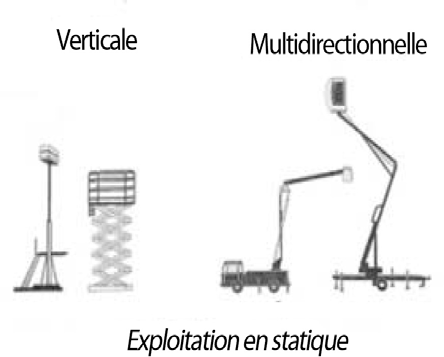 Verticale
Multidirectionnelle
Exploitation en statique